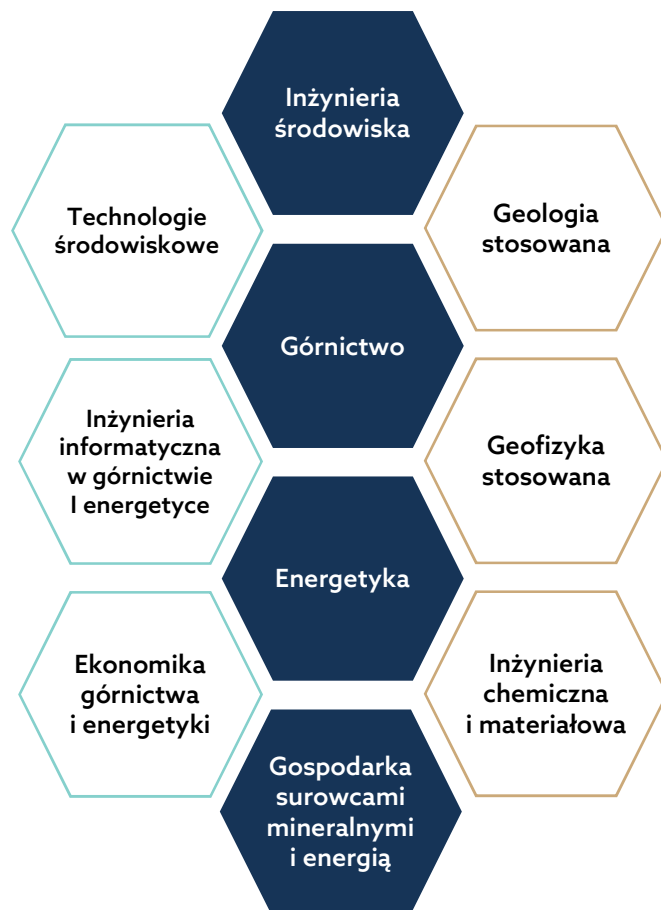 Inżynieria
środowiska
Technologie
środowiskowe
Geologia
stosowana
Górnictwo
Inżynieria
informatyczna
w górnictwie
I energetyce
Geofizyka
stosowana
Energetyka
Ekonomika
górnictwa
i energetyki
Inżynieria
chemiczna
i materiałowa
Gospodarka
surowcami
mineralnymi
i energią